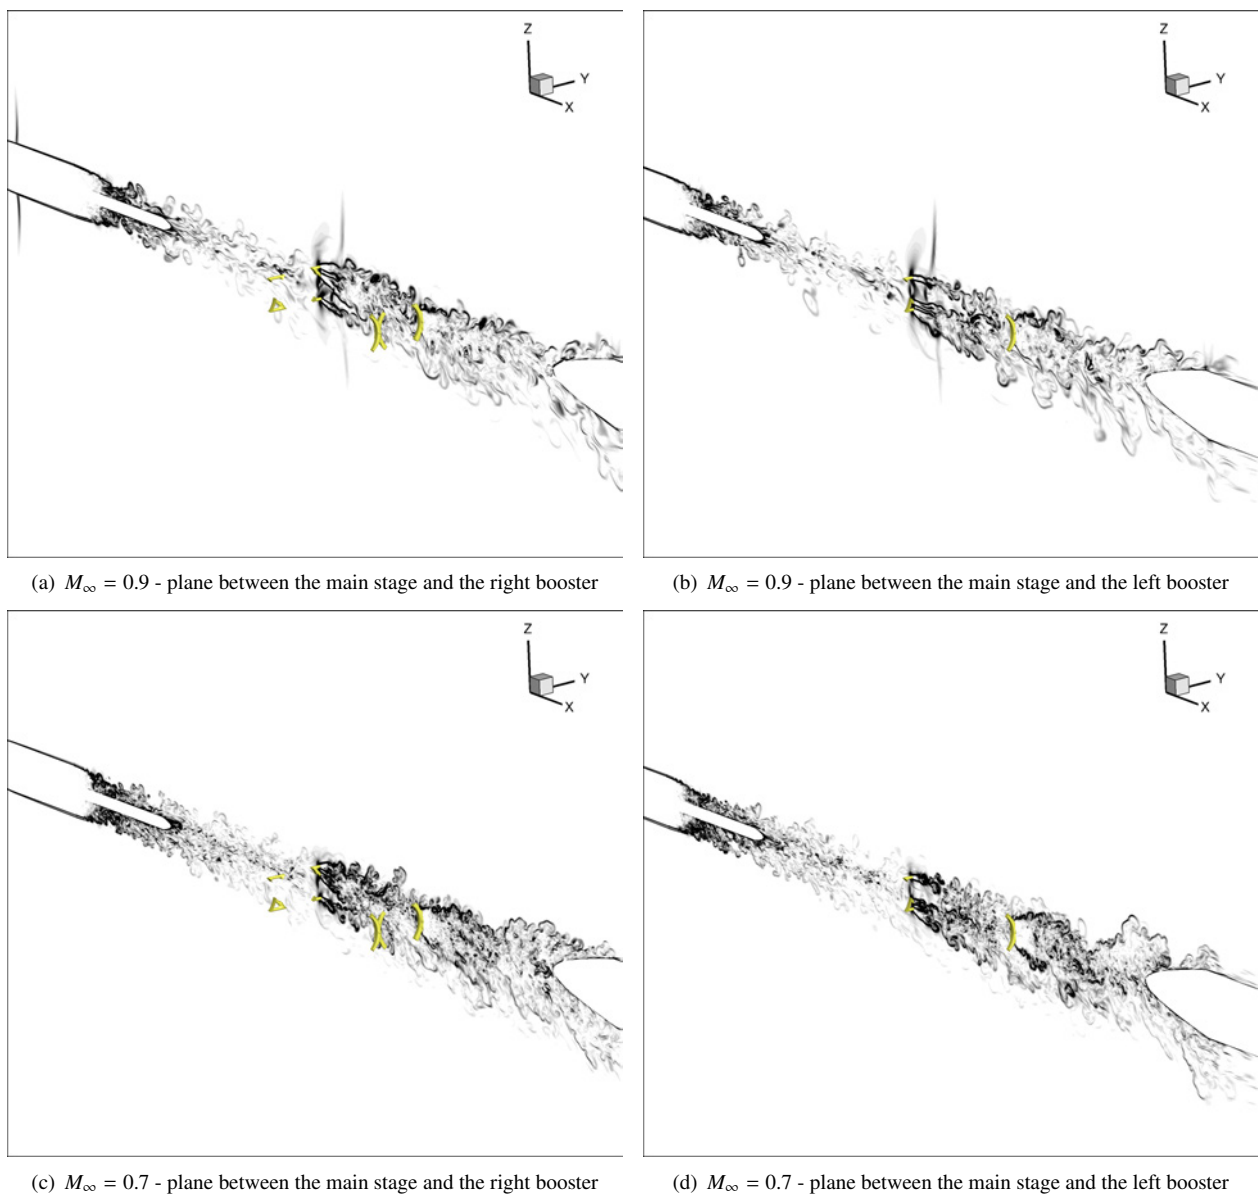 Z
Y
X
Z
Y
X
(a) M∞ = 0.9 - plane between the main stage and the right booster
(b) M∞ = 0.9 - plane between the main stage and the left booster
Z
Y
X
Z
Y
X
(c) M∞ = 0.7 - plane between the main stage and the right booster
(d) M∞ = 0.7 - plane between the main stage and the left booster